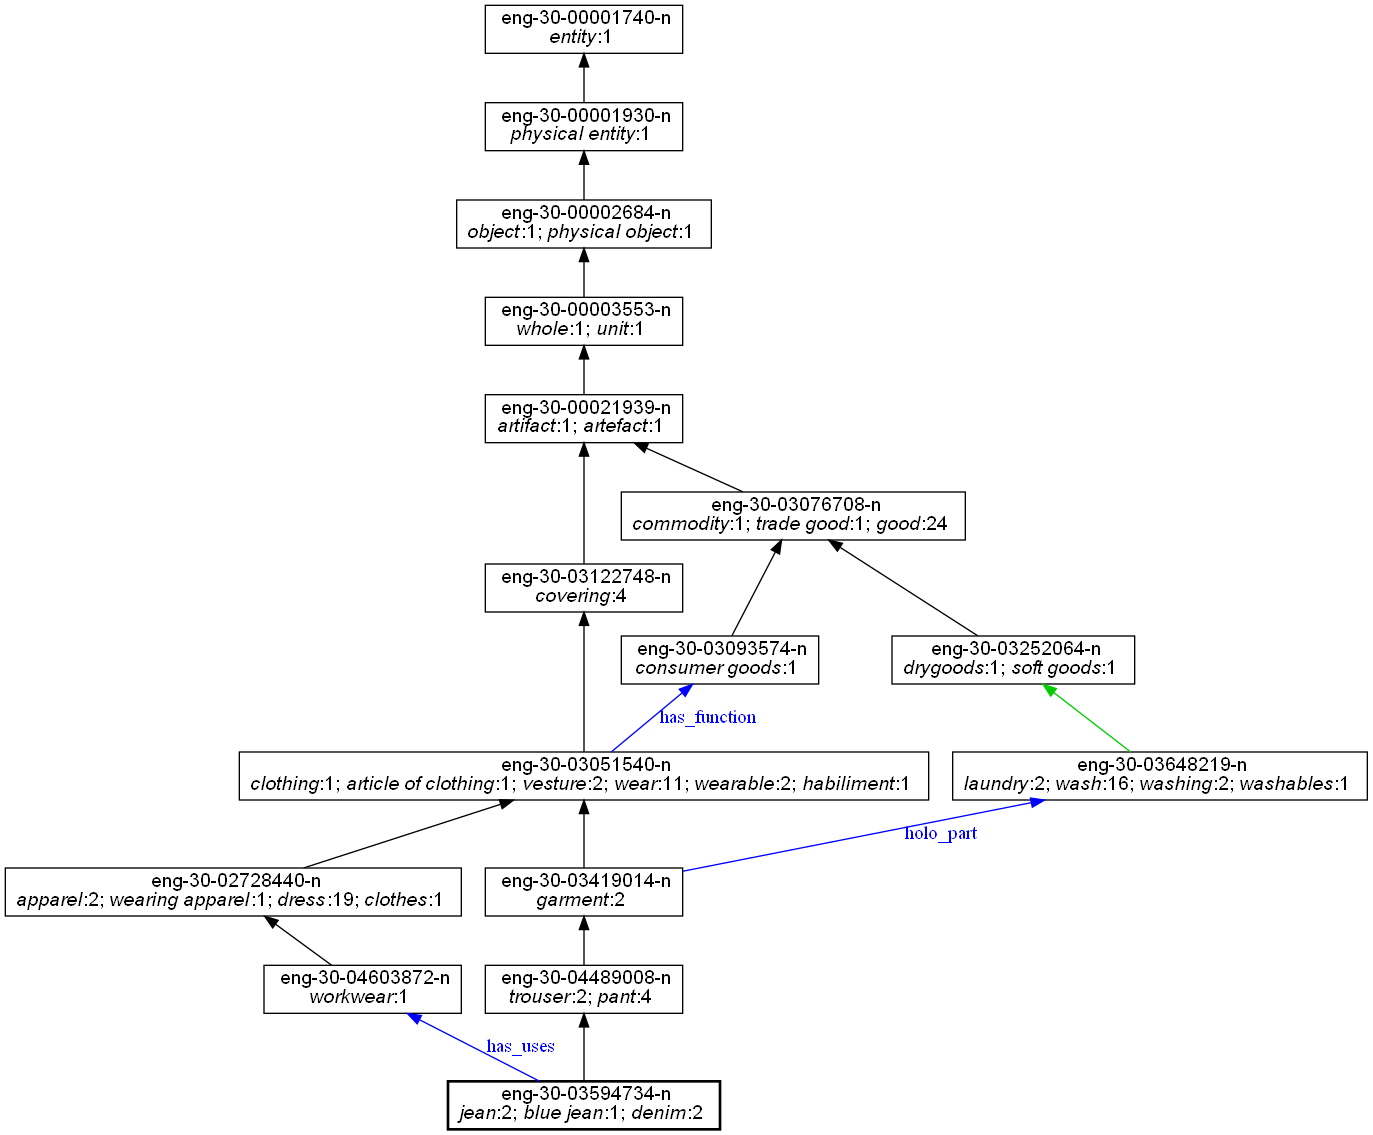 eng-30-00001740-n
entity:1
eng-30-00001930-n
physical entity:1
eng-30-00002684-n
object:1; physical object:1
eng-30-00003553-n
whole:1; unit:1
eng-30-00021939-n
artifact:1; artefact:1
eng-30-03076708-n
commodity:1; trade good:1; good:24
eng-30-03122748-n
covering:4
eng-30-03093574-n
consumer goods:1
eng-30-03252064-n
drygoods:1; soft goods:1
has_function
eng-30-03051540-n
clothing:1; article of clothing:1; vesture:2; wear:11; wearable:2; habiliment:1
eng-30-03648219-n
laundry:2; wash:16; washing:2; washables:1
holo_part
eng-30-02728440-n
apparel:2; wearing apparel:1; dress:19; clothes:1
eng-30-03419014-n
garment:2
eng-30-04603872-n
workwear:1
eng-30-04489008-n
trouser:2; pant:4
has_uses
eng-30-03594734-n
jean:2; blue jean:1; denim:2